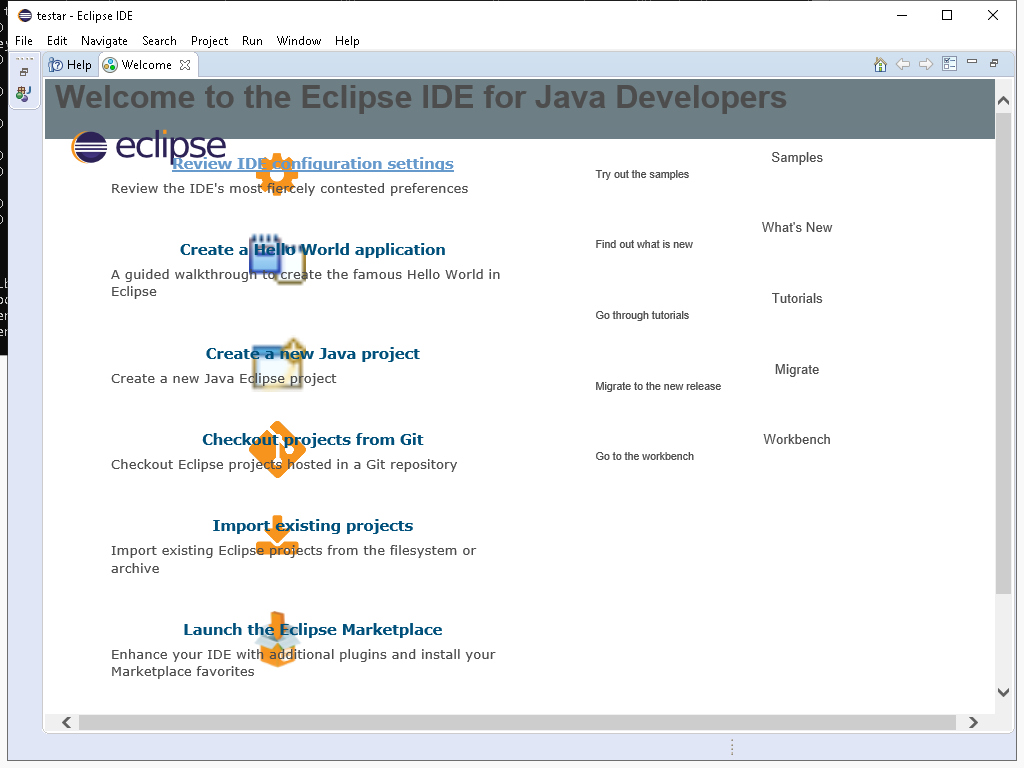 testar - Eclipse IDE
File Edit Navigate Search Project Run Window Help
Help Welcome
Welcome to the Eclipse IDE for Java Developers
eclipse
Review IDE configuration settings
Review the IDE's most fiercely contested preferences
Create a Hello World application
A guided walkthrough to create the famous Hello World in
Eclipse
Create a new Java project
Create a new Java Eclipse project
Checkout projects from Git
Checkout Eclipse projects hosted in a Git repository
Import existing projects
Import existing Eclipse projects from the filesystem or
archive
Launch the Eclipse Marketplace
Enhance your IDE with additional plugins and install your
Marketplace favorites
Samples
Try out the samples
What's New
Find out what is new
Tutorials
Go through tutorials
Migrate
Migrate to the new release
Workbench
Go to the workbench